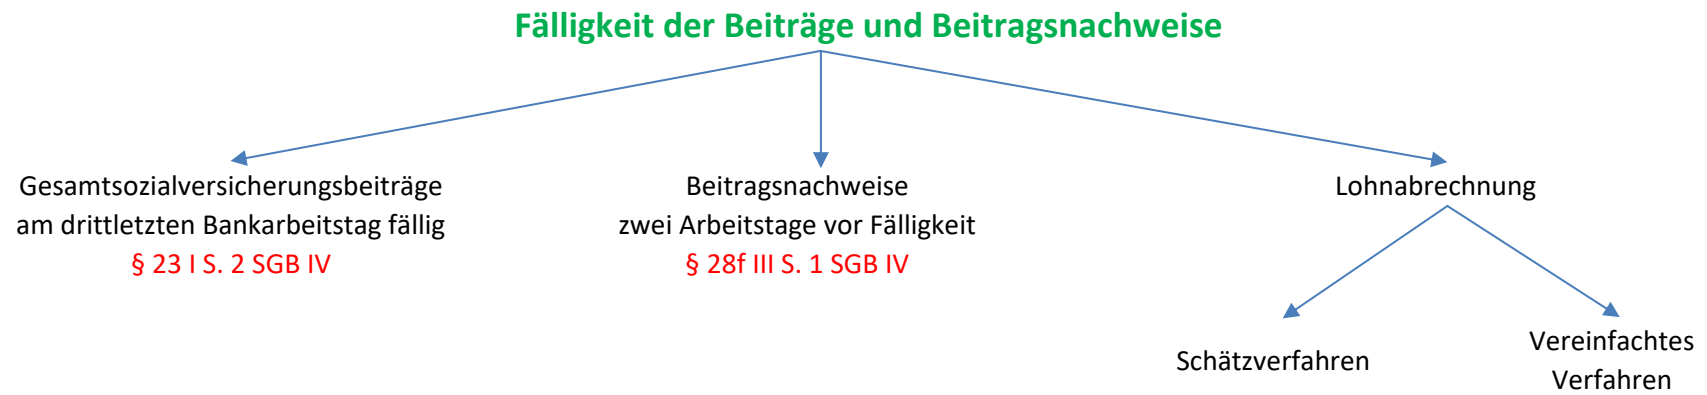 Fälligkeit der Beiträge und Beitragsnachweise
Gesamtsozialversicherungsbeiträge
am drittletzten Bankarbeitstag fällig
§ 23 I S. 2 SGB IV
Beitragsnachweise
zwei Arbeitstage vor Fälligkeit
§ 28f III S. 1 SGB IV
Lohnabrechnung
Schätzverfahren
Vereinfachtes
Verfahren